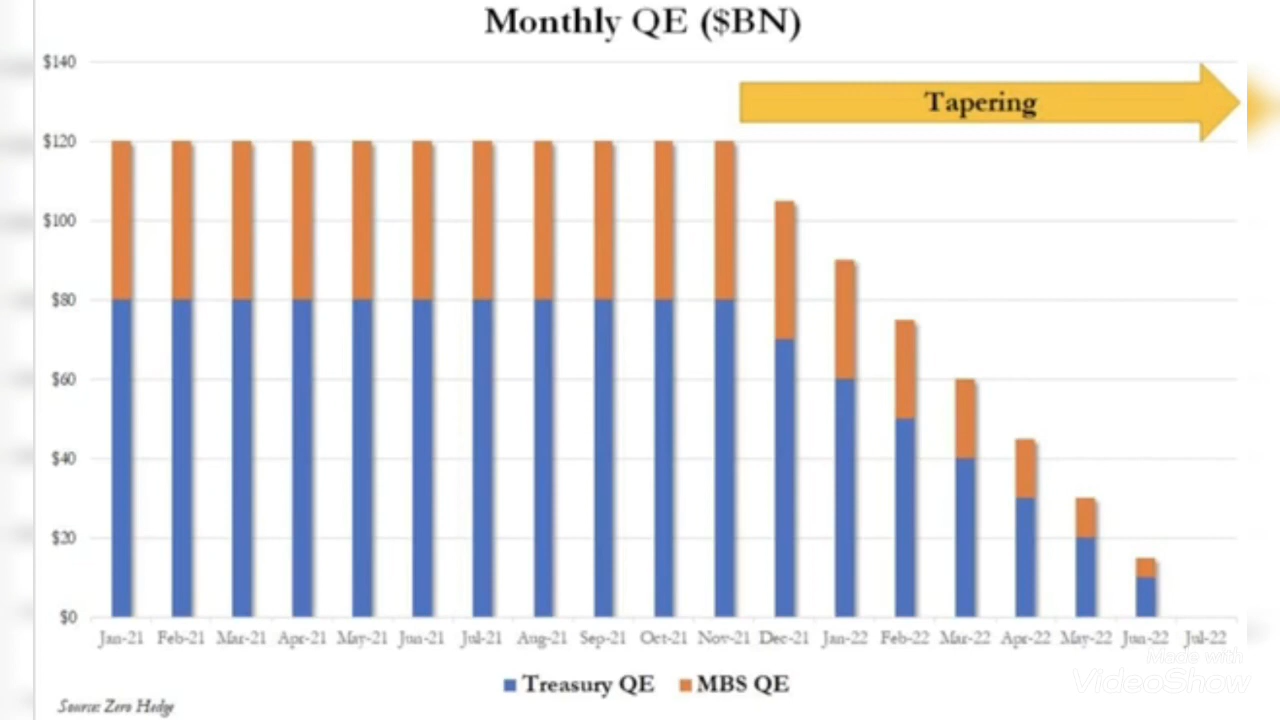 Monthly QE ($BN)
$140
Tapering
$120
$100
$80
$60
$40
$20
$0
Jan-21 Feb-21 Mar-21 Apr-21 May-21 Jun-21 Jul-21 Aug-21 Sep-21 Oct-21 Nov-21 Dec-21 Jan-22 Feb-22 Mar-22 Apr-22 May-22 Jun-22 Jul-22
Made with
VideoShow
Treasury QE MBS QE
Source: Zero Hedge